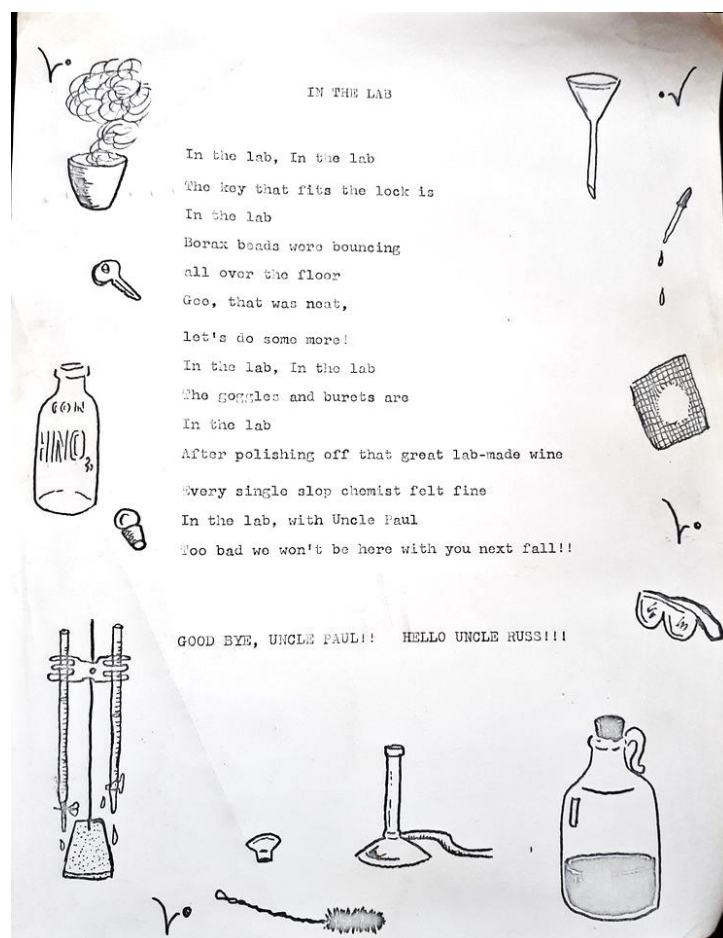 IN THE LAB
In the lab, In the lab
The key that fits the lock is
In the lab
Borax beads were bouncing
all over the floor
Gee, that was neat,
let's do some more!
In the lab, In the lab
The goggles and burets are
In the lab
After polishing off that great lab-made wine
Every single slop chemist felt fine
In the lab, with Uncle Paul
Too bad we won't be here with you next fall!!
GOOD BYE, UNCLE PAUL!! HELLO UNCLE RUSS!!!
CON
HNO3